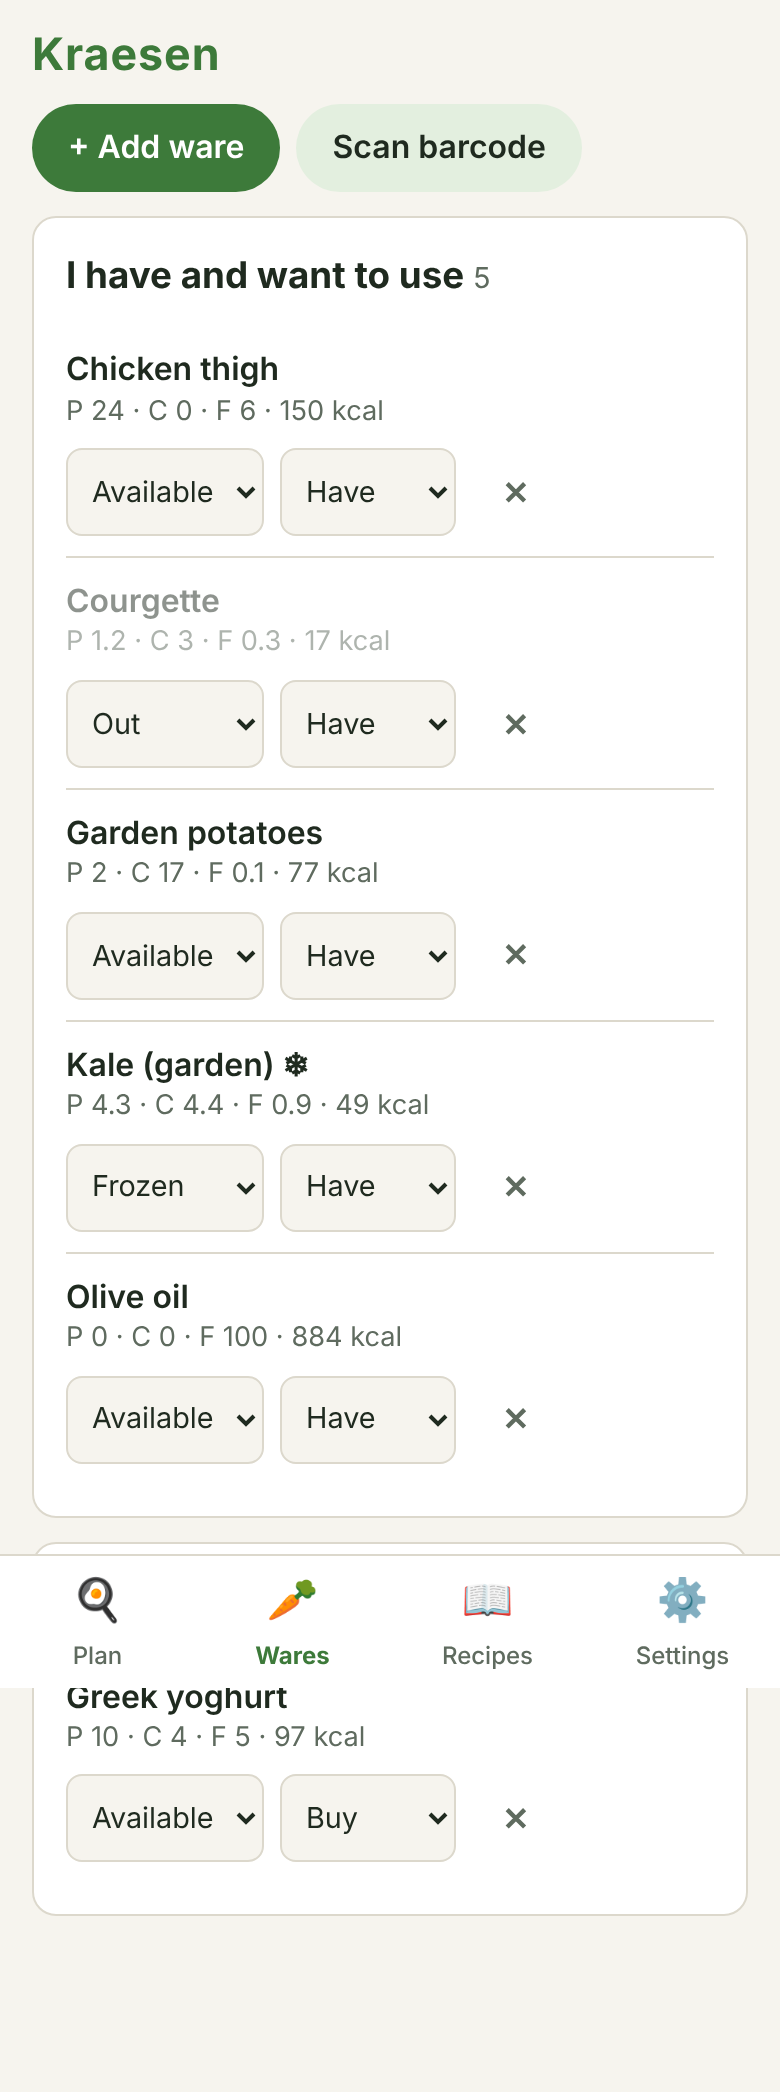 Kraesen
+ Add ware
Scan barcode
I have and want to use 5
Chicken thigh
P 24 · C 0 · F 6 · 150 kcal
Available
Have
✕
Courgette
P 1.2 · C 3 · F 0.3 · 17 kcal
Out
Have
✕
Garden potatoes
P 2 · C 17 · F 0.1 · 77 kcal
Available
Have
✕
Kale (garden) ❄
P 4.3 · C 4.4 · F 0.9 · 49 kcal
Frozen
Have
✕
Olive oil
P 0 · C 0 · F 100 · 884 kcal
Available
Have
✕
Plan
Wares
Recipes
Settings
Greek yoghurt
P 10 · C 4 · F 5 · 97 kcal
Available
Buy
✕